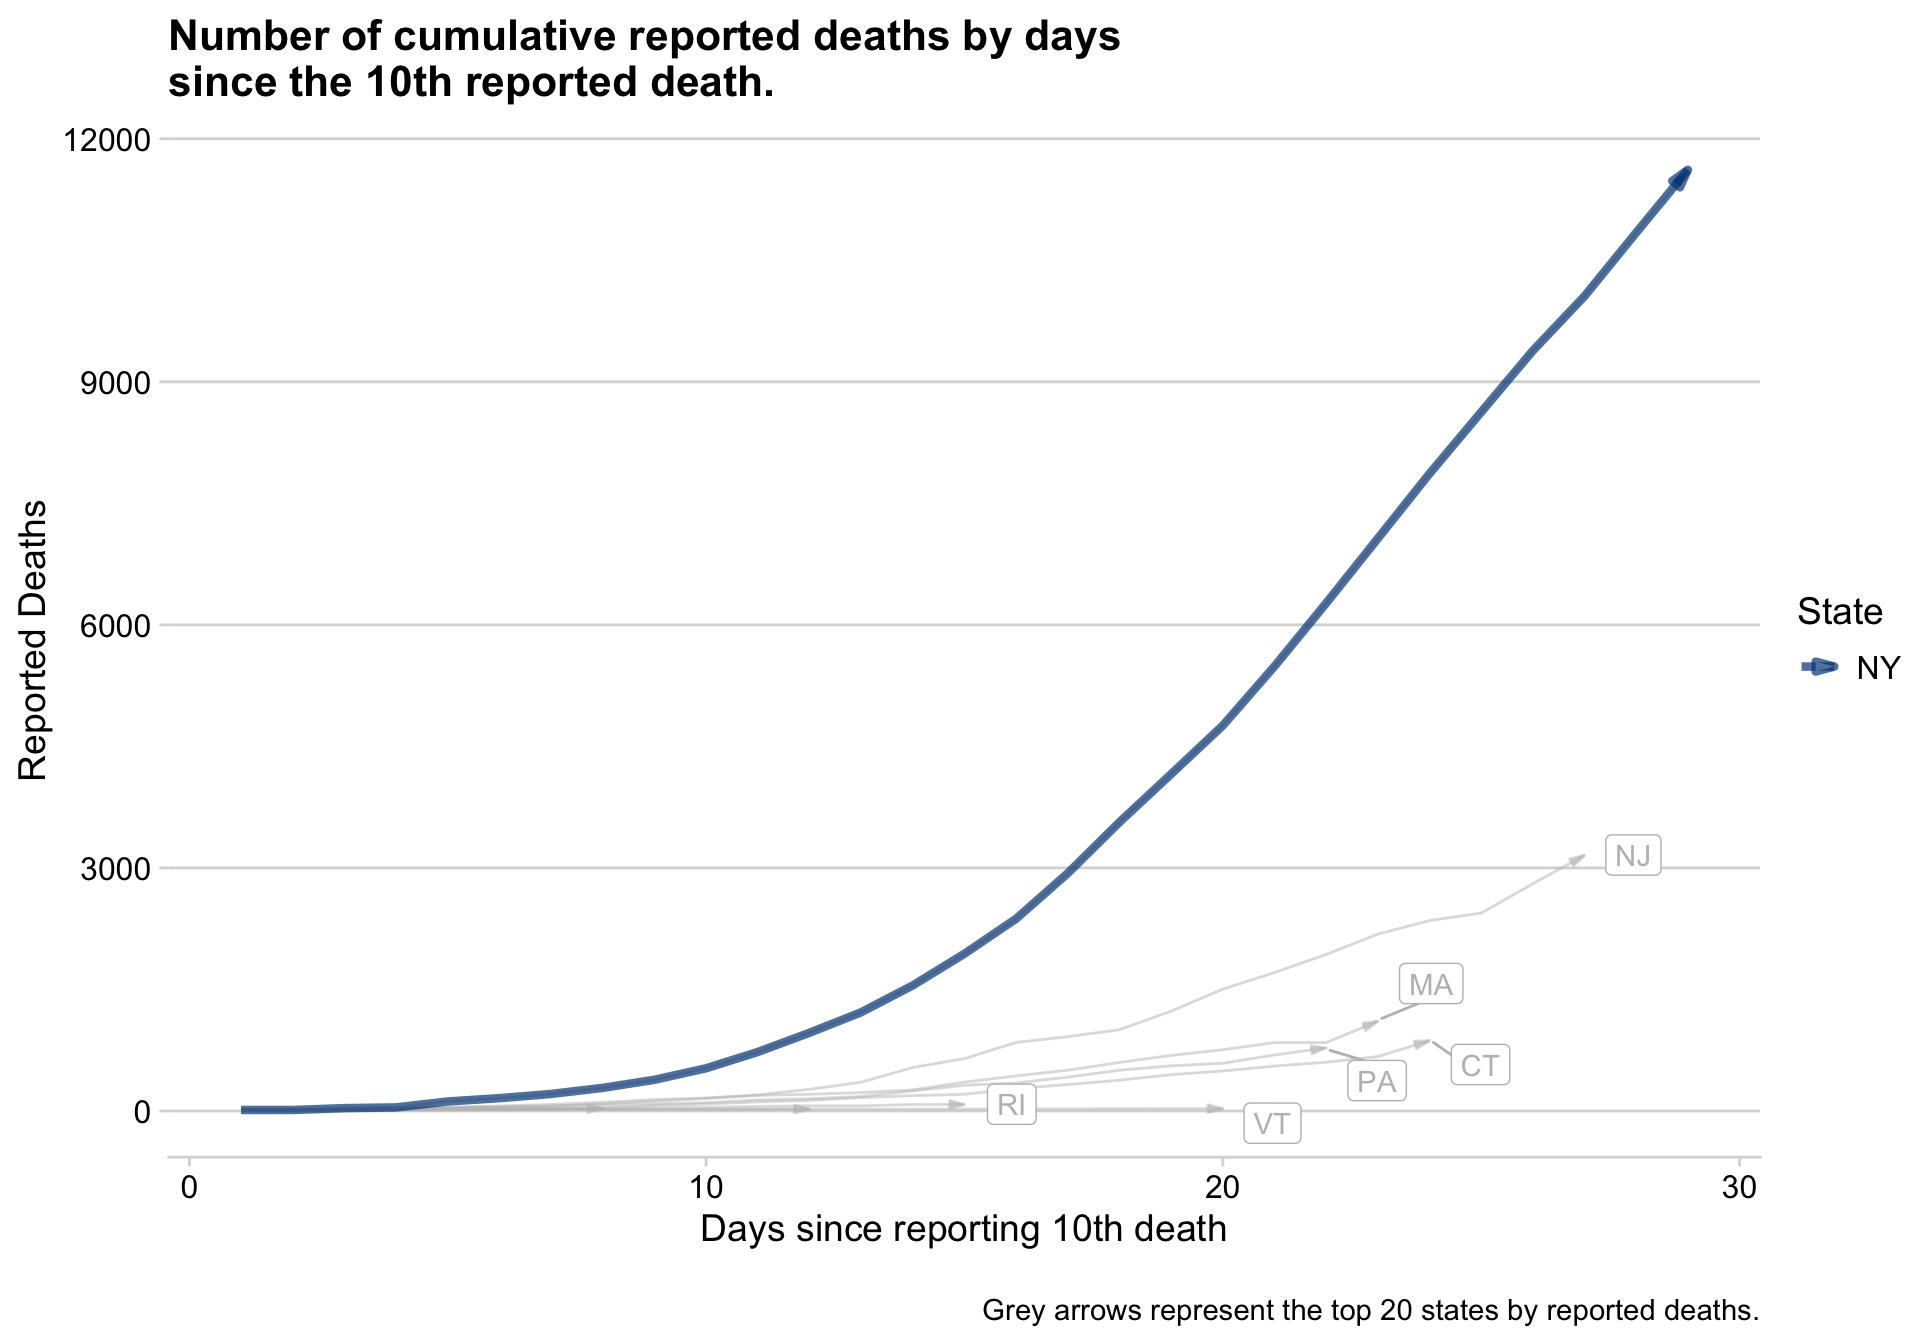 Number of cumulative reported deaths by days
since the 10th reported death.
12000
9000
6000
3000
0
Reported Deaths
NJ
MA
CT
PA
RI
VT
State
NY
0 10 20 30
Days since reporting 10th death
Grey arrows represent the top 20 states by reported deaths.